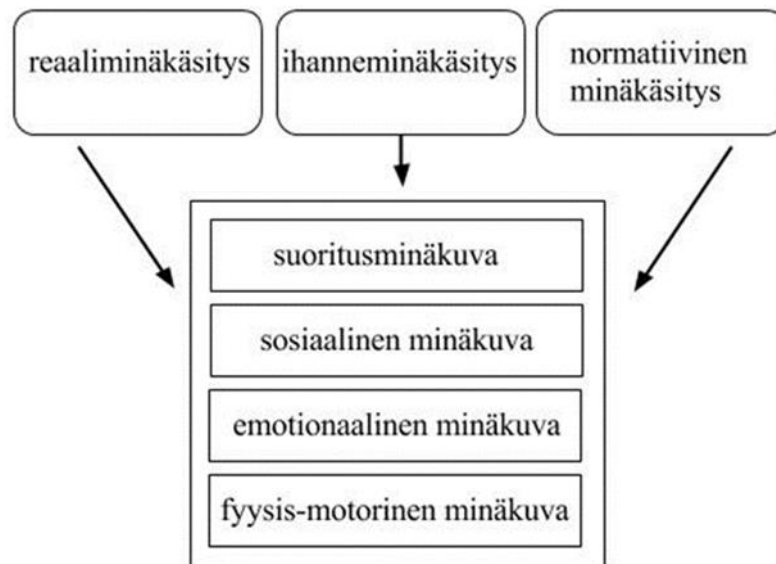 reaaliminäkäsitys
ihanneminäkäsitys
normatiivinen
minäkäsitys
suoritusminäkuva
sosiaalinen minäkuva
emotionaalinen minäkuva
fyysis-motorinen minäkuva